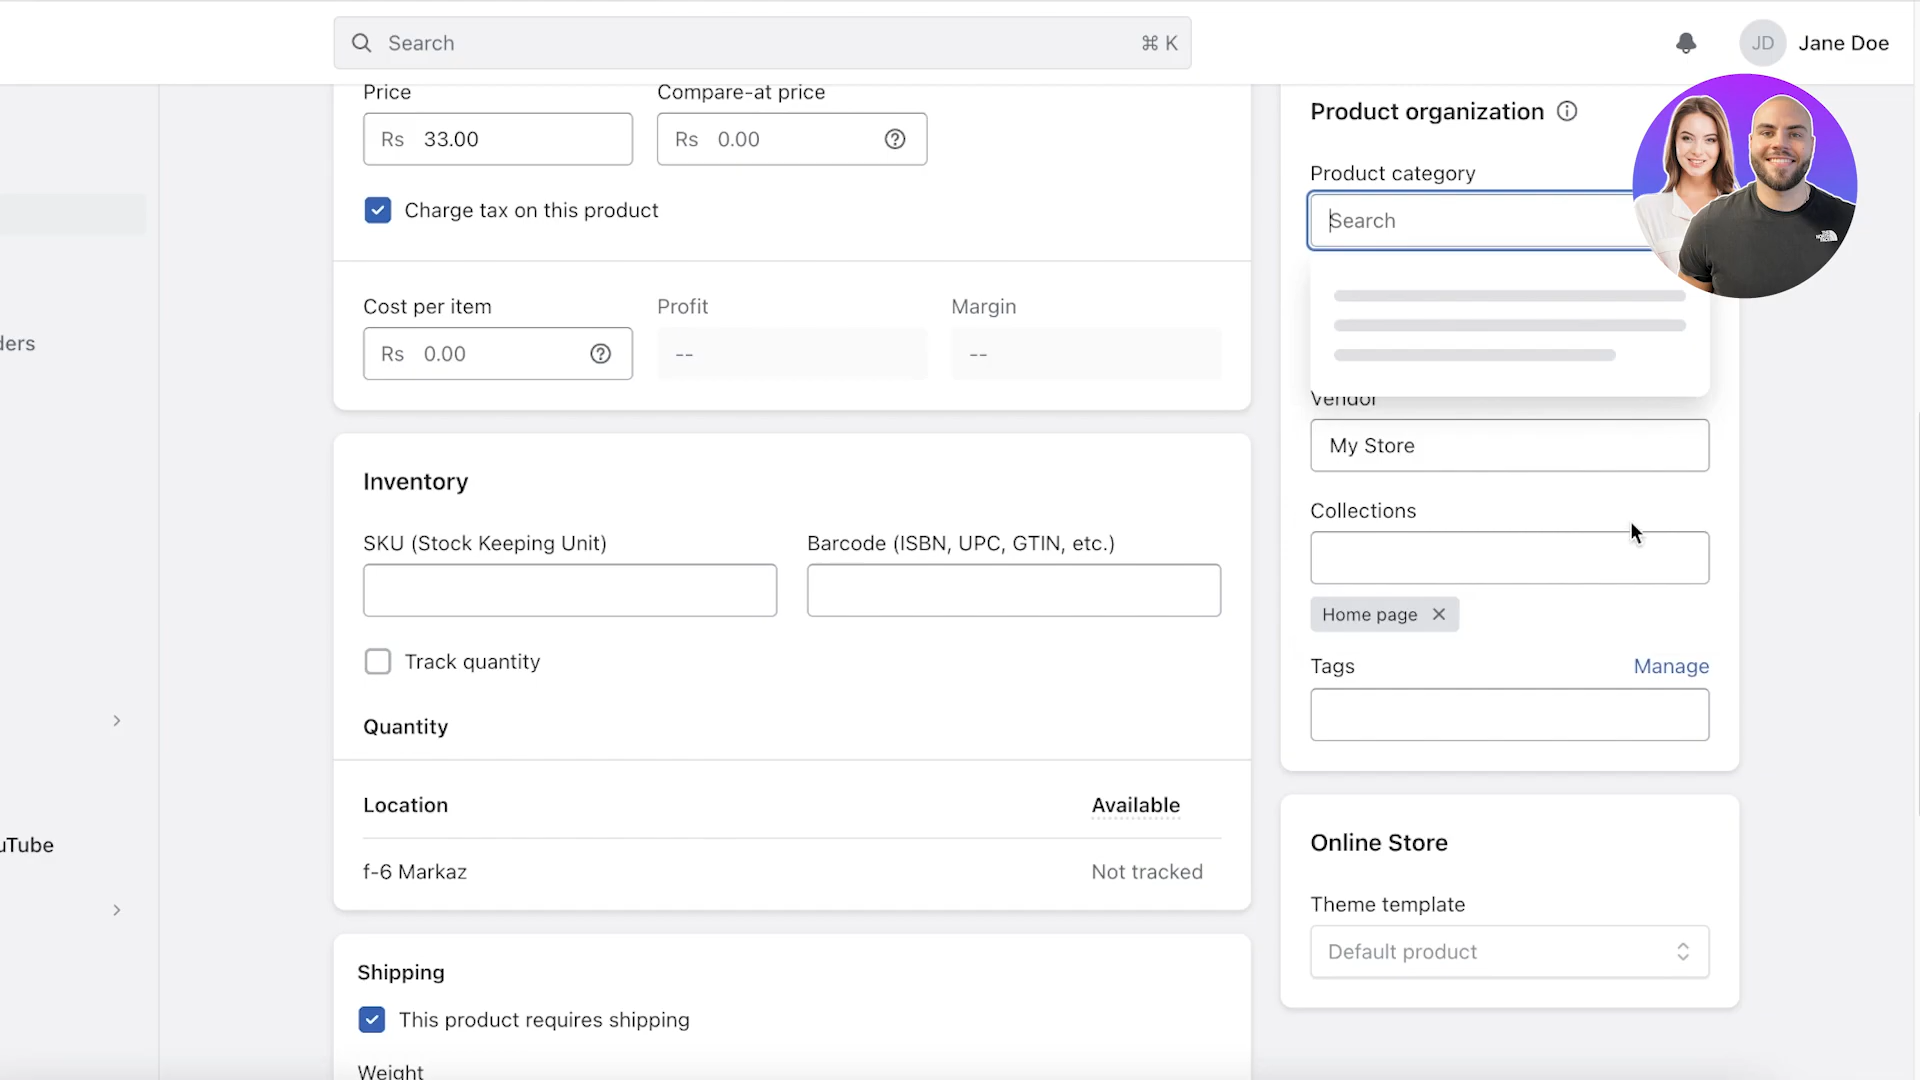 Search
⌘ K
JD
Jane Doe
Price
Compare-at price
Rs 33.00
Rs 0.00
Charge tax on this product
Cost per item
Profit
Margin
Rs 0.00
--
--
Inventory
SKU (Stock Keeping Unit)
Barcode (ISBN, UPC, GTIN, etc.)
Track quantity
Quantity
Location
Available
f-6 Markaz
Not tracked
Shipping
This product requires shipping
Weight
Product organization
Product category
Search
Vendor
My Store
Collections
Home page
Tags
Manage
Online Store
Theme template
Default product
ders
uTube